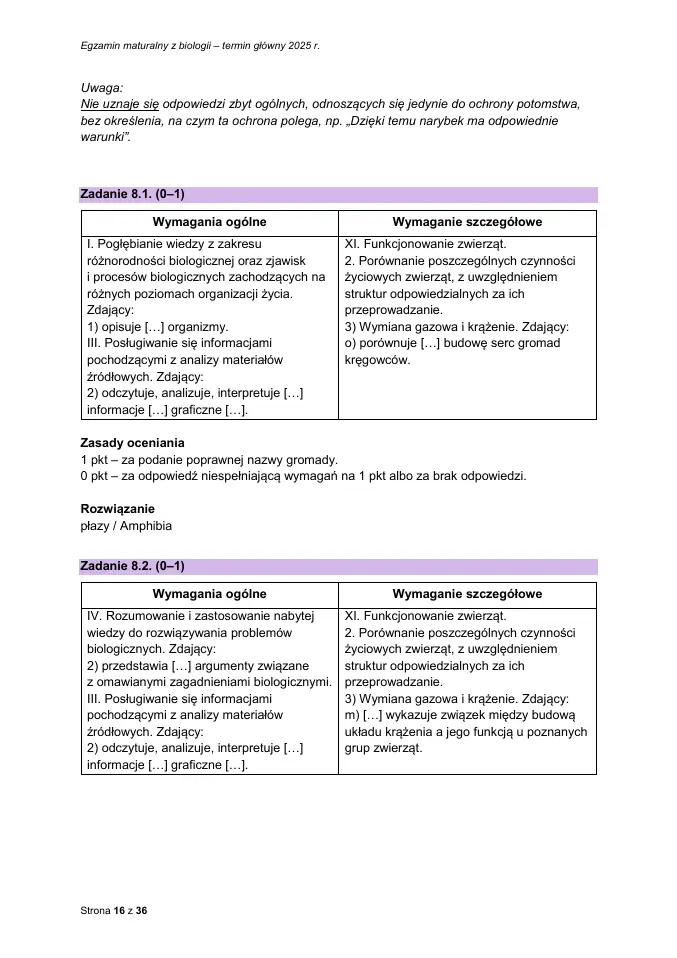 Egzamin maturalny z biologii – termin główny 2025 r.
Uwaga:
Nie uznaje się odpowiedzi zbyt ogólnych, odnoszących się jedynie do ochrony potomstwa,
bez określenia, na czym ta ochrona polega, np. „Dzięki temu narybek ma odpowiednie
warunki”.
Zadanie 8.1. (0–1)
Wymagania ogólne
I. Pogłębianie wiedzy z zakresu
różnorodności biologicznej oraz zjawisk
i procesów biologicznych zachodzących na
różnych poziomach organizacji życia.
Zdający:
1) opisuje […] organizmy.
III. Posługiwanie się informacjami
pochodzącymi z analizy materiałów
źródłowych. Zdający:
2) odczytuje, analizuje, interpretuje […]
informacje […] graficzne […].
Wymaganie szczegółowe
XI. Funkcjonowanie zwierząt.
2. Porównanie poszczególnych czynności
życiowych zwierząt, z uwzględnieniem
struktur odpowiedzialnych za ich
przeprowadzanie.
3) Wymiana gazowa i krążenie. Zdający:
o) porównuje […] budowę serc gromad
kręgowców.
Zasady oceniania
1 pkt – za podanie poprawnej nazwy gromady.
0 pkt – za odpowiedź niespełniającą wymagań na 1 pkt albo za brak odpowiedzi.
Rozwiązanie
płazy / Amphibia
Zadanie 8.2. (0–1)
Wymagania ogólne
IV. Rozumowanie i zastosowanie nabytej
wiedzy do rozwiązywania problemów
biologicznych. Zdający:
2) przedstawia […] argumenty związane
z omawianymi zagadnieniami biologicznymi.
III. Posługiwanie się informacjami
pochodzącymi z analizy materiałów
źródłowych. Zdający:
2) odczytuje, analizuje, interpretuje […]
informacje […] graficzne […].
Wymaganie szczegółowe
XI. Funkcjonowanie zwierząt.
2. Porównanie poszczególnych czynności
życiowych zwierząt, z uwzględnieniem
struktur odpowiedzialnych za ich
przeprowadzanie.
3) Wymiana gazowa i krążenie. Zdający:
m) […] wykazuje związek między budową
układu krążenia a jego funkcją u poznanych
grup zwierząt.
Strona 16 z 36